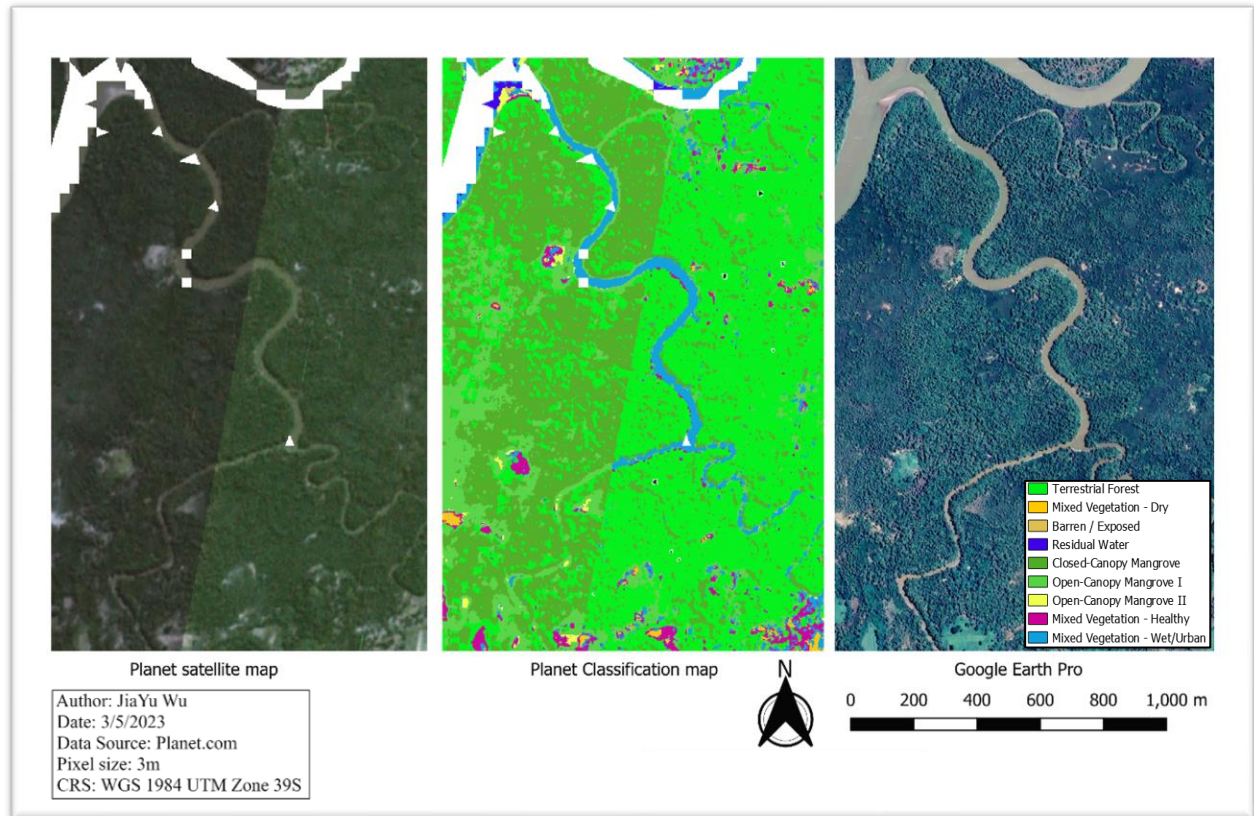 Terrestrial Forest
Mixed Vegetation - Dry
Barren / Exposed
Residual Water
Closed-Canopy Mangrove
Open-Canopy Mangrove I
Open-Canopy Mangrove II
Mixed Vegetation - Healthy
Mixed Vegetation - Wet/Urban
Planet satellite map
Planet Classification map
Google Earth Pro
N
0 200 400 600 800 1,000 m
Author: JiaYu Wu
Date: 3/5/2023
Data Source: Planet.com
Pixel size: 3m
CRS: WGS 1984 UTM Zone 39S